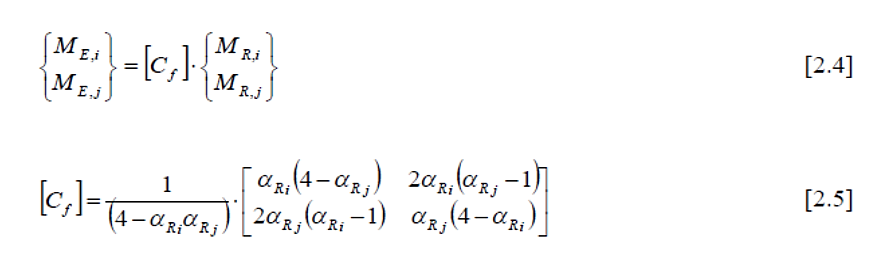 {M_{E,i} M_{E,j}} = [C_f] · {M_{R,i} M_{R,j}} [2.4]
[C_f] = 1/(4−α_{Ri}α_{Rj}) · [α_{Ri}(4−α_{Rj}) 2α_{Ri}(α_{Rj}−1) 2α_{Rj}(α_{Ri}−1) α_{Rj}(4−α_{Ri})] [2.5]